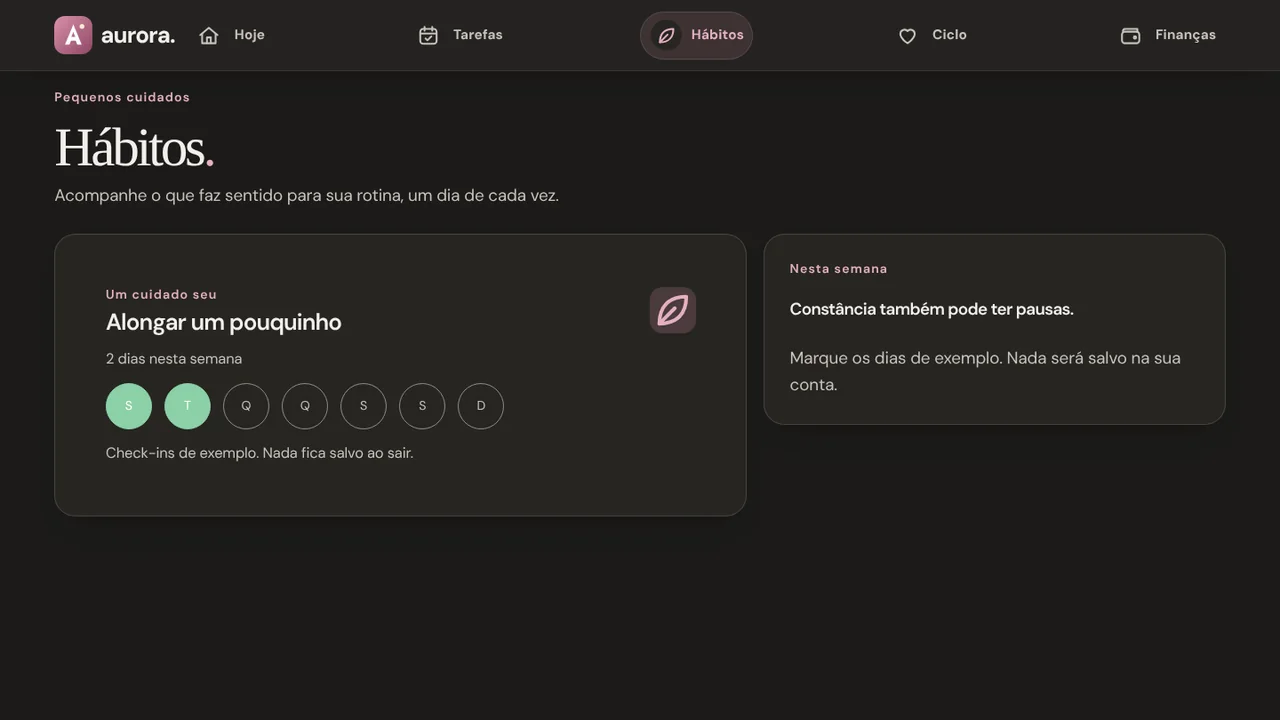 aurora.
Hoje
Tarefas
Hábitos
Ciclo
Finanças
Pequenos cuidados
Hábitos.
Acompanhe o que faz sentido para sua rotina, um dia de cada vez.
Um cuidado seu
Alongar um pouquinho
2 dias nesta semana
S T Q Q S S D
Check-ins de exemplo. Nada fica salvo ao sair.
Nesta semana
Constância também pode ter pausas.
Marque os dias de exemplo. Nada será salvo na sua
conta.